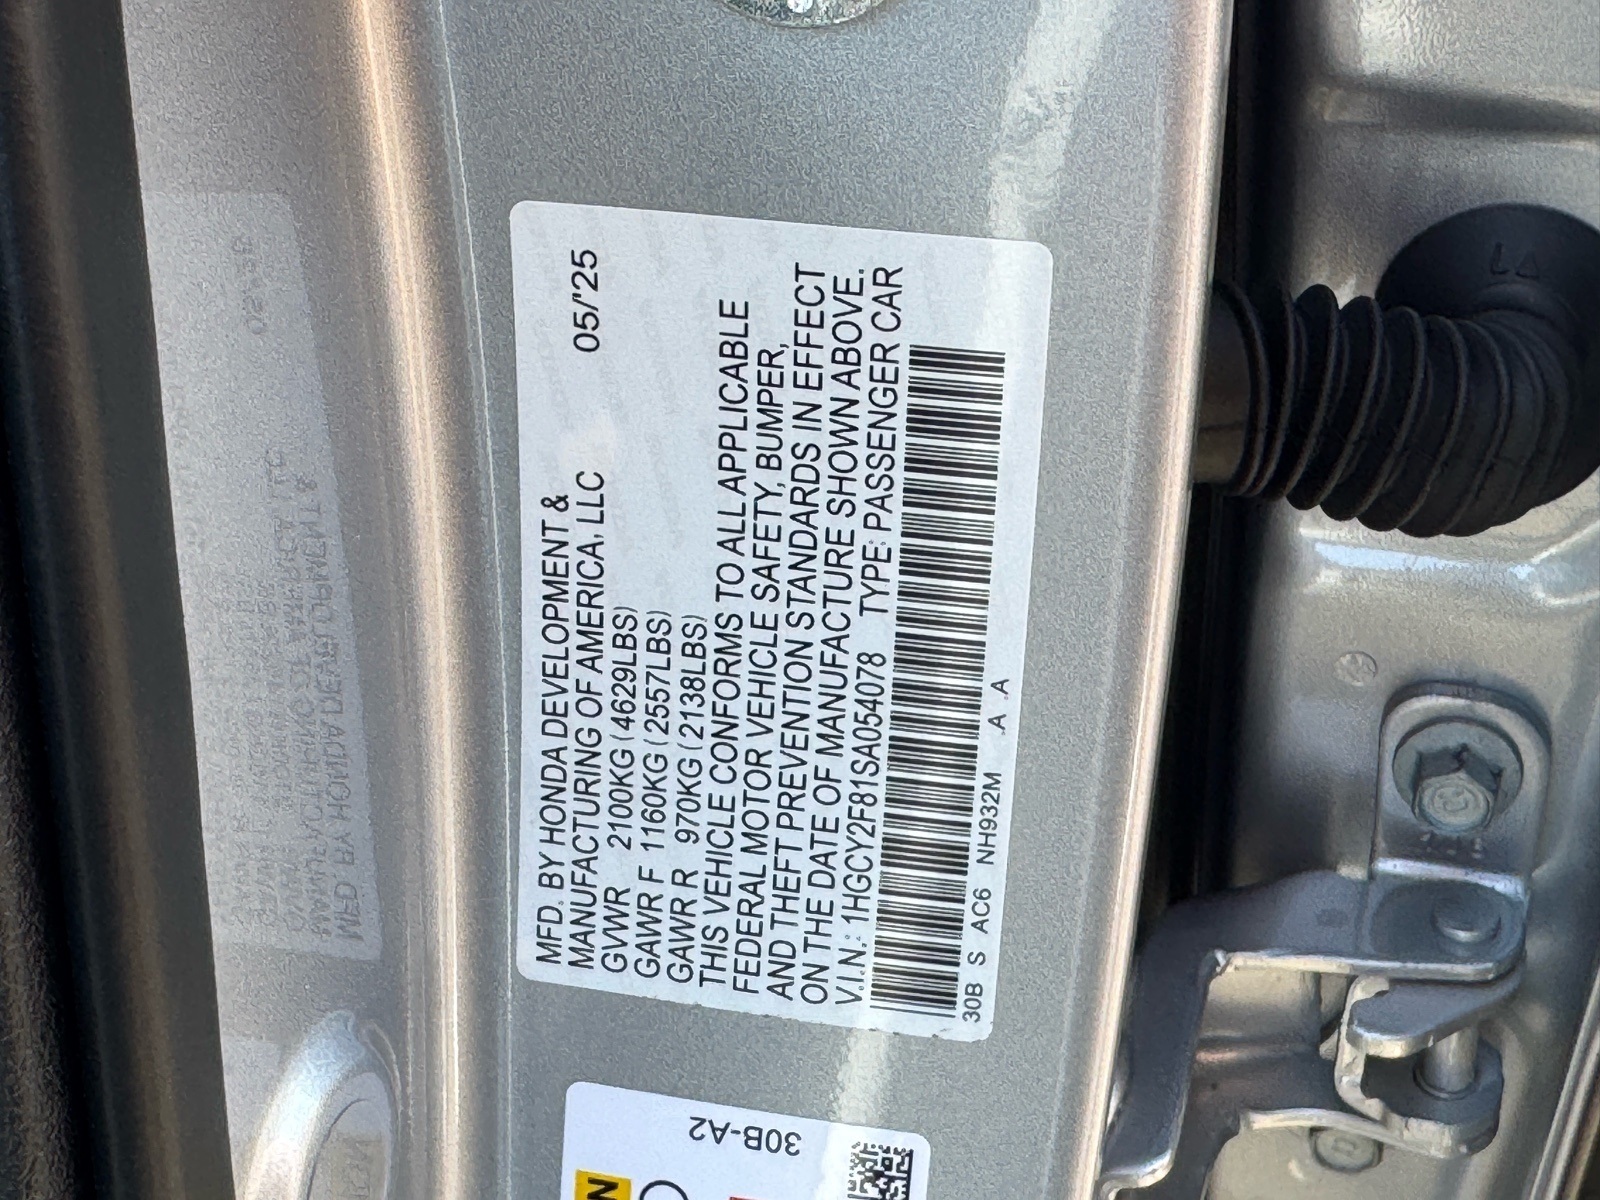 MFD. BY HONDA DEVELOPMENT &
MANUFACTURING OF AMERICA, LLC 05/'25
GVWR 2100KG (4629LBS)
GAWR F 1160KG (2557LBS)
GAWR R 970KG (2138LBS)
THIS VEHICLE CONFORMS TO ALL APPLICABLE
FEDERAL MOTOR VEHICLE SAFETY, BUMPER,
AND THEFT PREVENTION STANDARDS IN EFFECT
ON THE DATE OF MANUFACTURE SHOWN ABOVE.
V.I.N.: 1HGCY2F81SA054078 TYPE: PASSENGER CAR
30B S AC6 NH932M .A .A
30B-A2